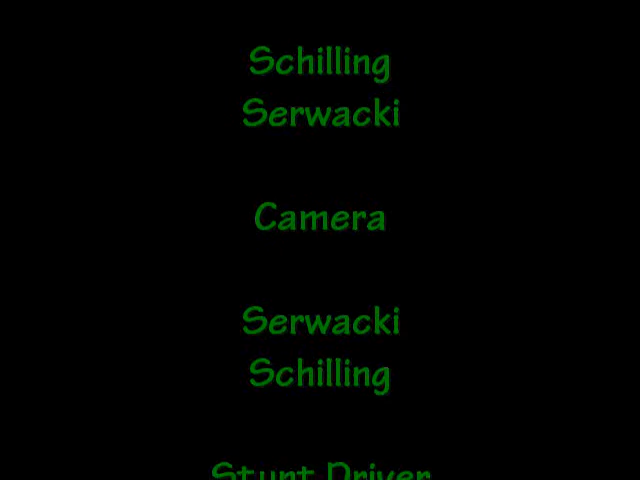 Schilling
Serwacki
Camera
Serwacki
Schilling
Stunt Driver